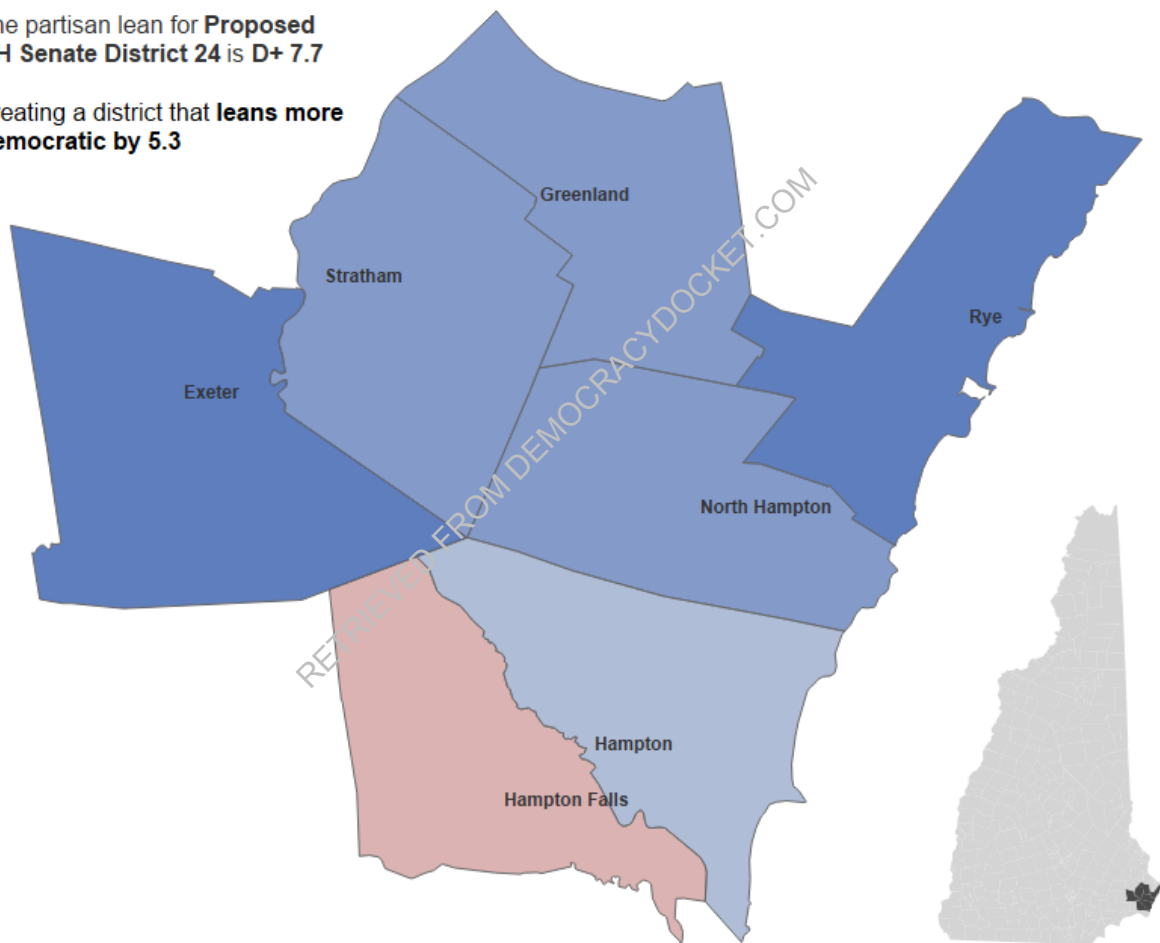 he partisan lean for Proposed
H Senate District 24 is D+ 7.7
reating a district that leans more
emocratic by 5.3
Greenland
Stratham
Rye
Exeter
North Hampton
Hampton
Hampton Falls
RETRIEVED FROM DEMOCRACYDOCKET.COM